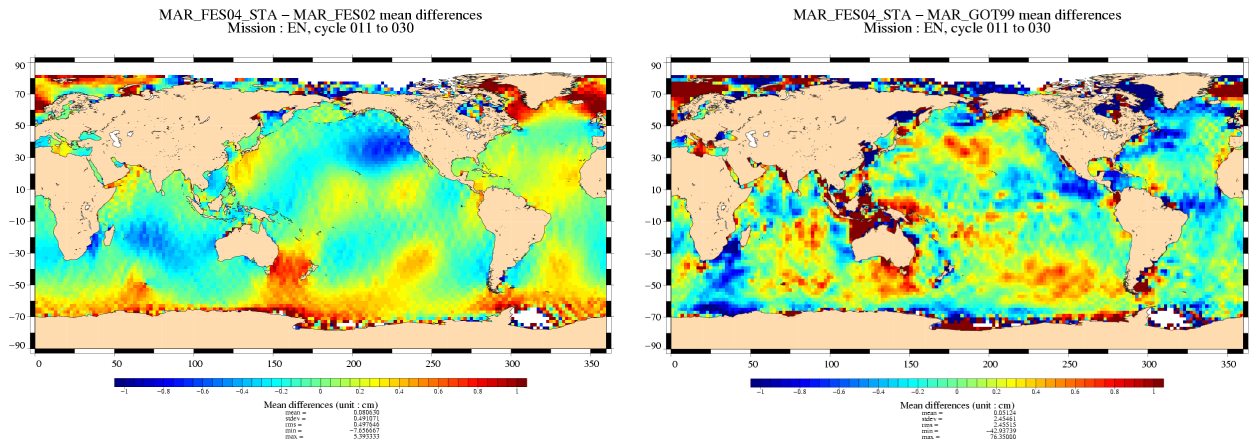 MAR_FES04_STA – MAR_FES02 mean differences
Mission : EN, cycle 011 to 030
90
70
50
30
10
−10
−30
−50
−70
−90
0 50 100 150 200 250 300 350
−1 −0.8 −0.6 −0.4 −0.2 0 0.2 0.4 0.6 0.8 1
Mean differences (unit : cm)
mean = 0.080630
stdev = 0.491071
rms = 0.497646
min = −7.656667
max = 5.393333
MAR_FES04_STA – MAR_GOT99 mean differences
Mission : EN, cycle 011 to 030
90
70
50
30
10
−10
−30
−50
−70
−90
0 50 100 150 200 250 300 350
−1 −0.8 −0.6 −0.4 −0.2 0 0.2 0.4 0.6 0.8 1
Mean differences (unit : cm)
mean = 0.05124
stdev = 2.45461
rms = 2.45515
min = −42.93739
max = 76.35000